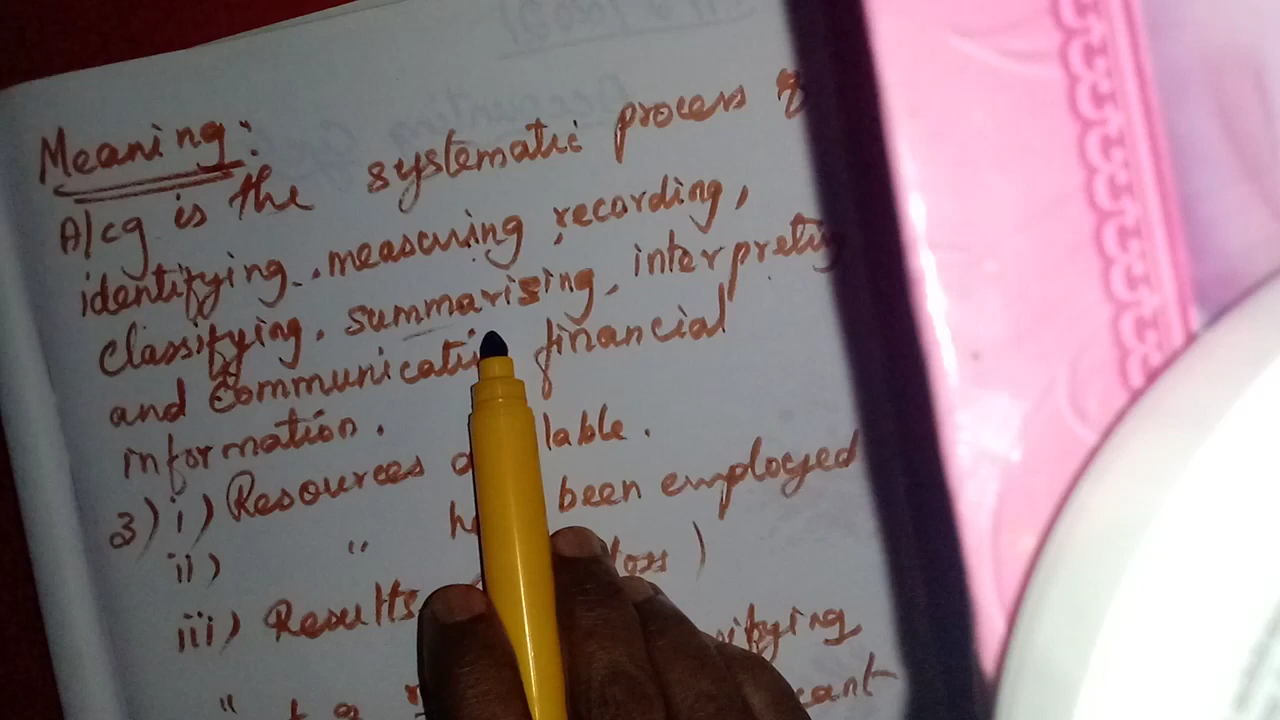 Meaning:
A/cg is the systematic process of
identifying, measuring, recording,
classifying, summarising, interpreting
and communicating financial
information.
3) i) Resources lable.
ii) " been employed
iii) Results loss)